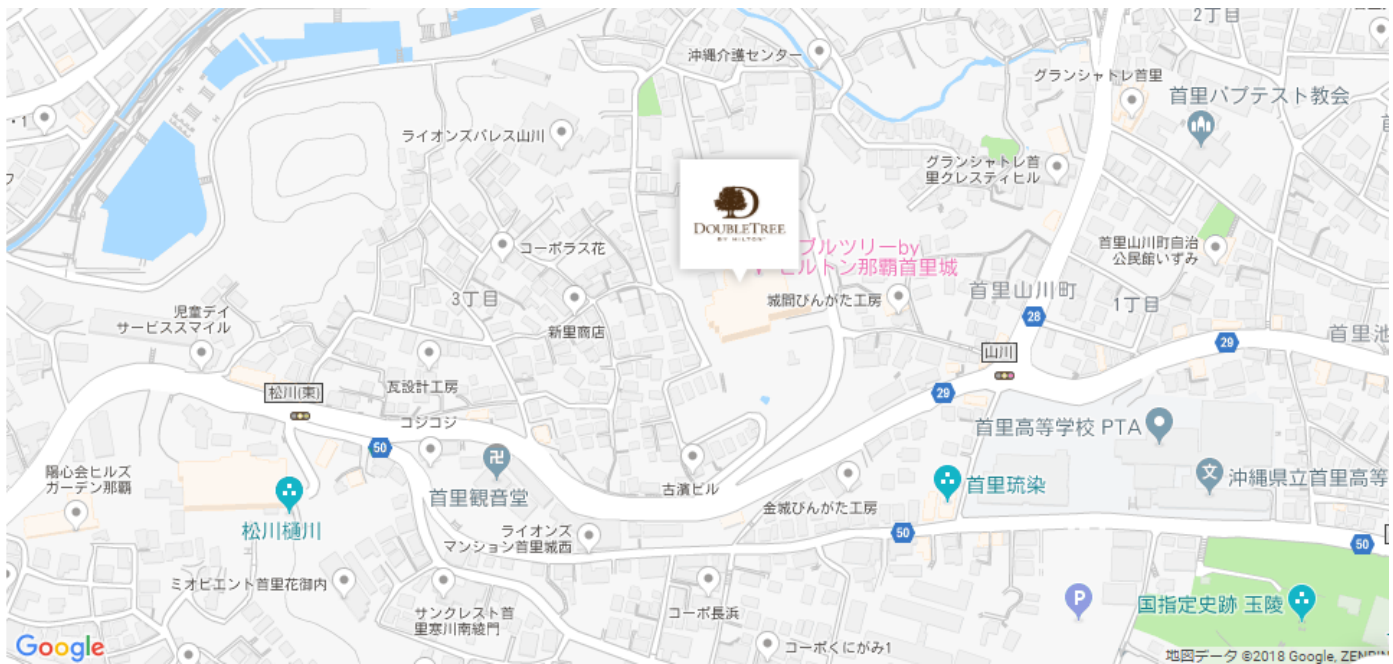 2丁目
沖縄介護センター
グランシャトレ首里
首里バプテスト教会
・1
ライオンズパレス山川
グランシャトレ首
里クレスティヒル
DOUBLETREE
BY HILTON
ブルツリーby
ヒルトン那覇首里城
コーポラス花
首里山川町自治
公民館いずみ
3丁目
城間びんがた工房
首里山川町
1丁目
児童デイ
サービススマイル
新里商店
28
首里池
29
山川
瓦設計工房
松川(東)
29
コジコジ
首里高等学校 PTA
50
陽心会ヒルズ
ガーデン那覇
首里観音堂
古濱ビル
首里琉染
沖縄県立首里高等
金城びんがた工房
松川樋川
ライオンズ
マンション首里城西
50
50
ミオビエント首里花御内
サンクレスト首
里寒川南綾門
コーポ長浜
P
国指定史跡 玉陵
コーポくにがみ1
Google
地図データ ©2018 Google, ZENRIN